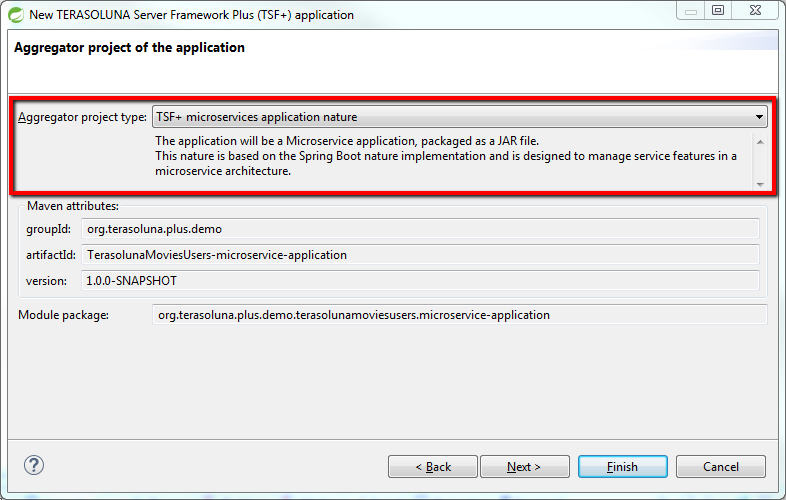 New TERASOLUNA Server Framework Plus (TSF+) application
Aggregator project of the application
Aggregator project type: TSF+ microservices application nature
The application will be a Microservice application, packaged as a JAR file.
This nature is based on the Spring Boot nature implementation and is designed to manage service features in a
microservice architecture.
Maven attributes:
groupId: org.terasoluna.plus.demo
artifactId: TerasolunaMoviesUsers-microservice-application
version: 1.0.0-SNAPSHOT
Module package: org.terasoluna.plus.demo.terasolunamoviesusers.microservice-application
? < Back Next > Finish Cancel